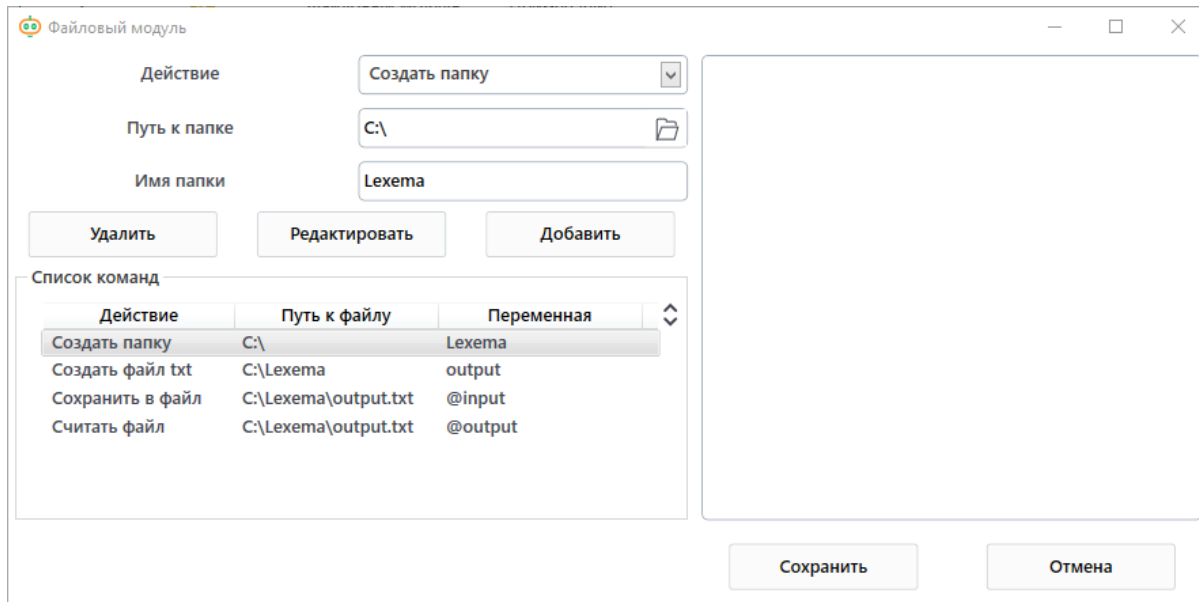 Файловый модуль
Действие Создать папку
Путь к папке C:\
Имя папки Lexema
Удалить Редактировать Добавить
Список команд
Действие Путь к файлу Переменная
Создать папку C:\ Lexema
Создать файл txt C:\Lexema output
Сохранить в файл C:\Lexema\output.txt @input
Считать файл C:\Lexema\output.txt @output
Сохранить Отмена